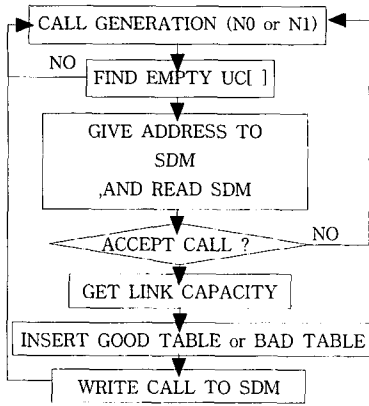 CALL GENERATION (N0 or N1)
NO
FIND EMPTY UC[ ]
GIVE ADDRESS TO
SDM
,AND READ SDM
ACCEPT CALL ?
NO
GET LINK CAPACITY
INSERT GOOD TABLE or BAD TABLE
WRITE CALL TO SDM